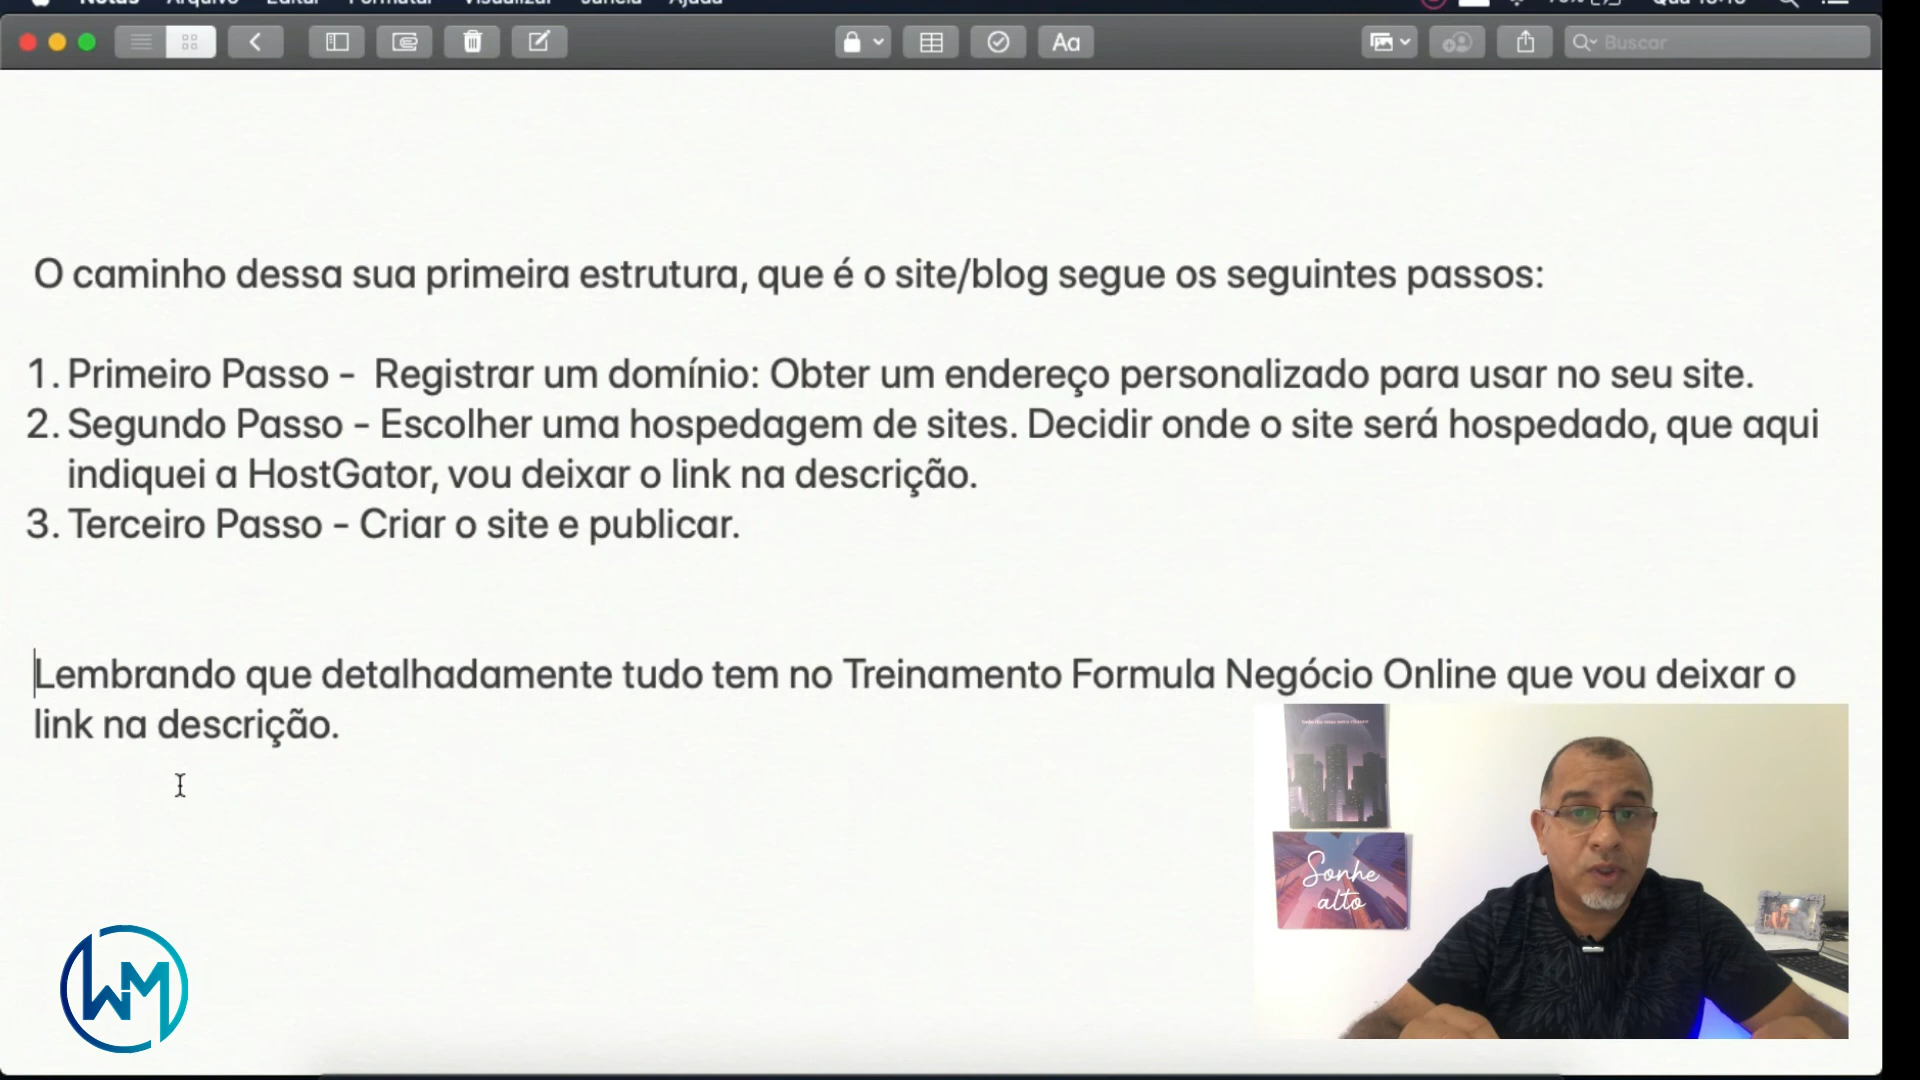 Buscar
O caminho dessa sua primeira estrutura, que é o site/blog segue os seguintes passos:
1. Primeiro Passo - Registrar um domínio: Obter um endereço personalizado para usar no seu site.
2. Segundo Passo - Escolher uma hospedagem de sites. Decidir onde o site será hospedado, que aqui
indiquei a HostGator, vou deixar o link na descrição.
3. Terceiro Passo - Criar o site e publicar.
Lembrando que detalhadamente tudo tem no Treinamento Formula Negócio Online que vou deixar o
link na descrição.
Sonhe
alto
WM